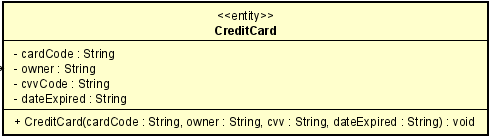 <<entity>>
CreditCard
- cardCode : String
- owner : String
- cvvCode : String
- dateExpired : String
+ CreditCard(cardCode : String, owner : String, cvv : String, dateExpired : String) : void